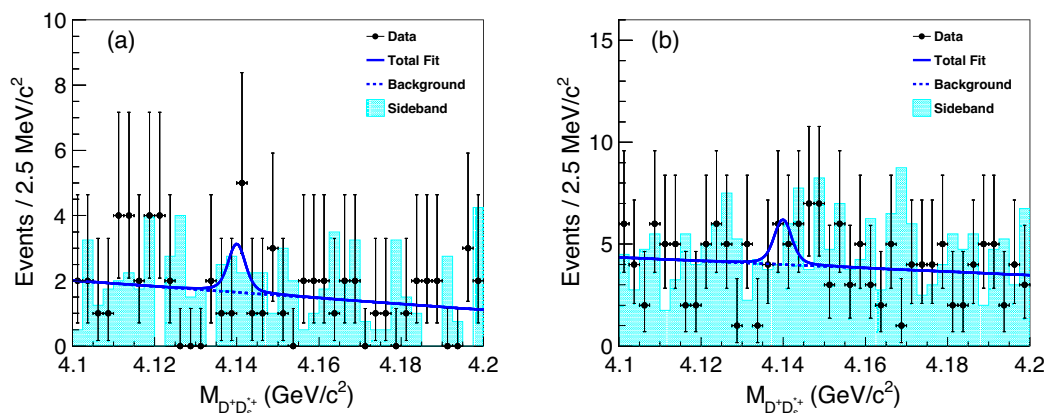 (a)
Data
Total Fit
Background
Sideband
Events / 2.5 MeV/c²
10
8
6
4
2
0
4.1 4.12 4.14 4.16 4.18 4.2
M_{D⁺D_s^{*+}} (GeV/c²)
(b)
Data
Total Fit
Background
Sideband
Events / 2.5 MeV/c²
15
10
5
0
4.1 4.12 4.14 4.16 4.18 4.2
M_{D⁺D_s^{*+}} (GeV/c²)